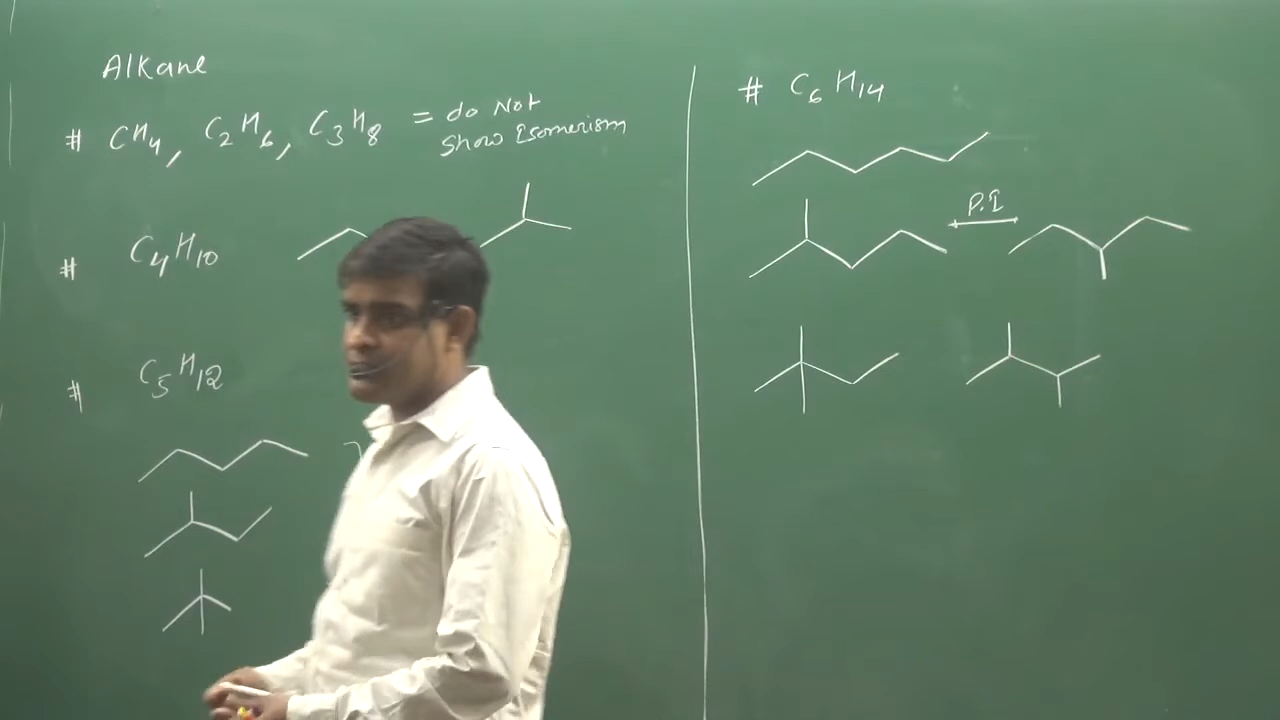 Alkane
# CH4, C2H6, C3H8 = do Not
Show Isomerism
# C4H10
# C5H12
# C6H14
P.I